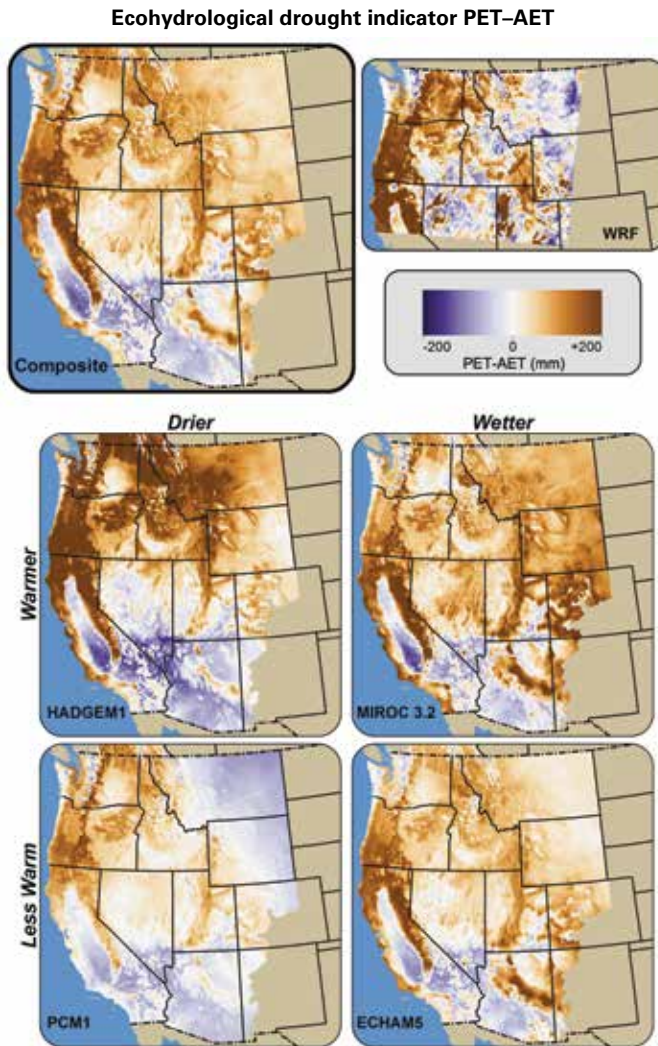 Ecohydrological drought indicator PET–AET
Composite
WRF
-200 0 +200
PET-AET (mm)
Drier Wetter
Warmer
HADGEM1 MIROC 3.2
Less Warm
PCM1 ECHAM5